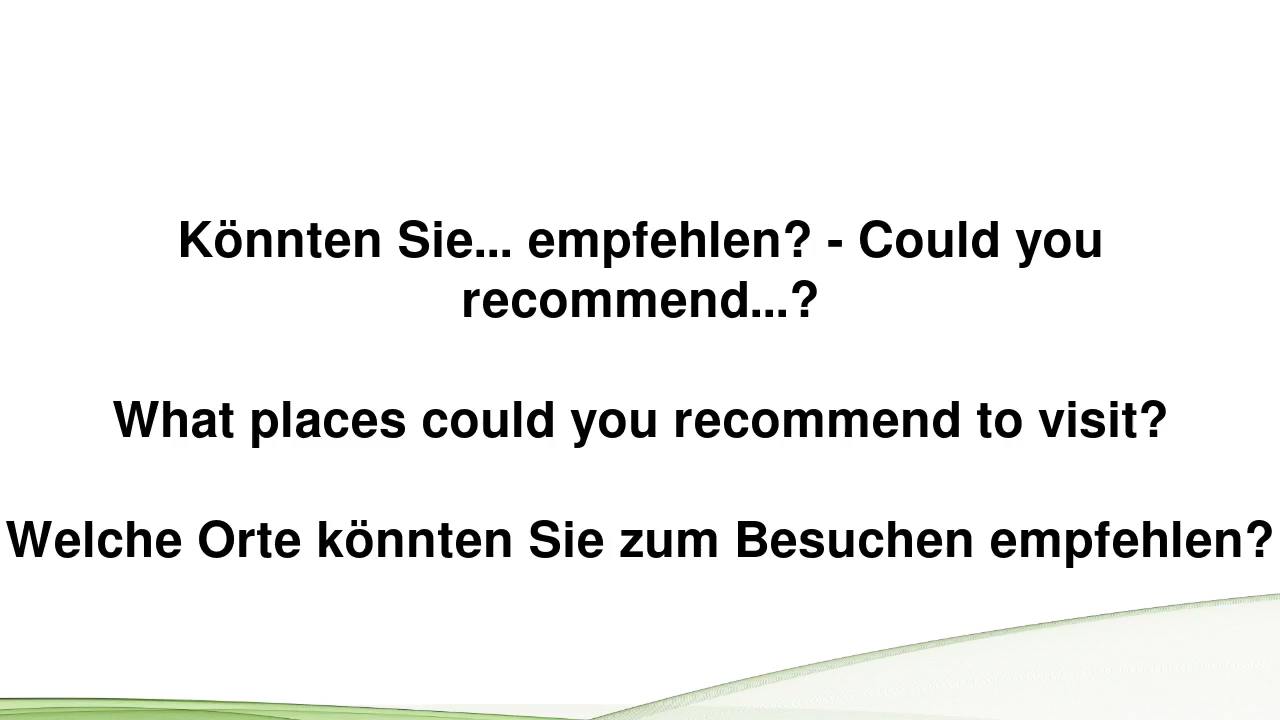 Könnten Sie... empfehlen? - Could you
recommend...?
What places could you recommend to visit?
Welche Orte könnten Sie zum Besuchen empfehlen?